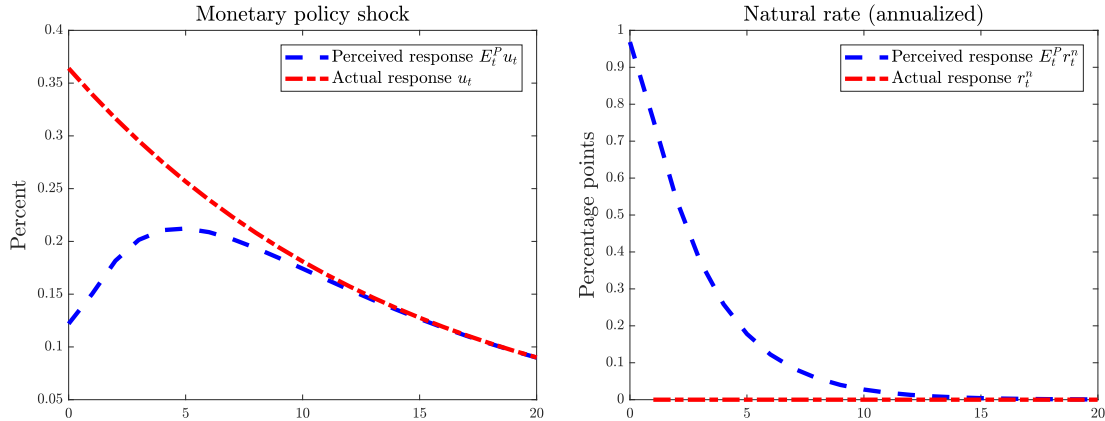 Monetary policy shock
Percent
0.4
0.35
0.3
0.25
0.2
0.15
0.1
0.05
0 5 10 15 20
Perceived response $E_t^P u_t$
Actual response $u_t$
Natural rate (annualized)
Percentage points
1
0.9
0.8
0.7
0.6
0.5
0.4
0.3
0.2
0.1
0
0 5 10 15 20
Perceived response $E_t^P r_t^n$
Actual response $r_t^n$